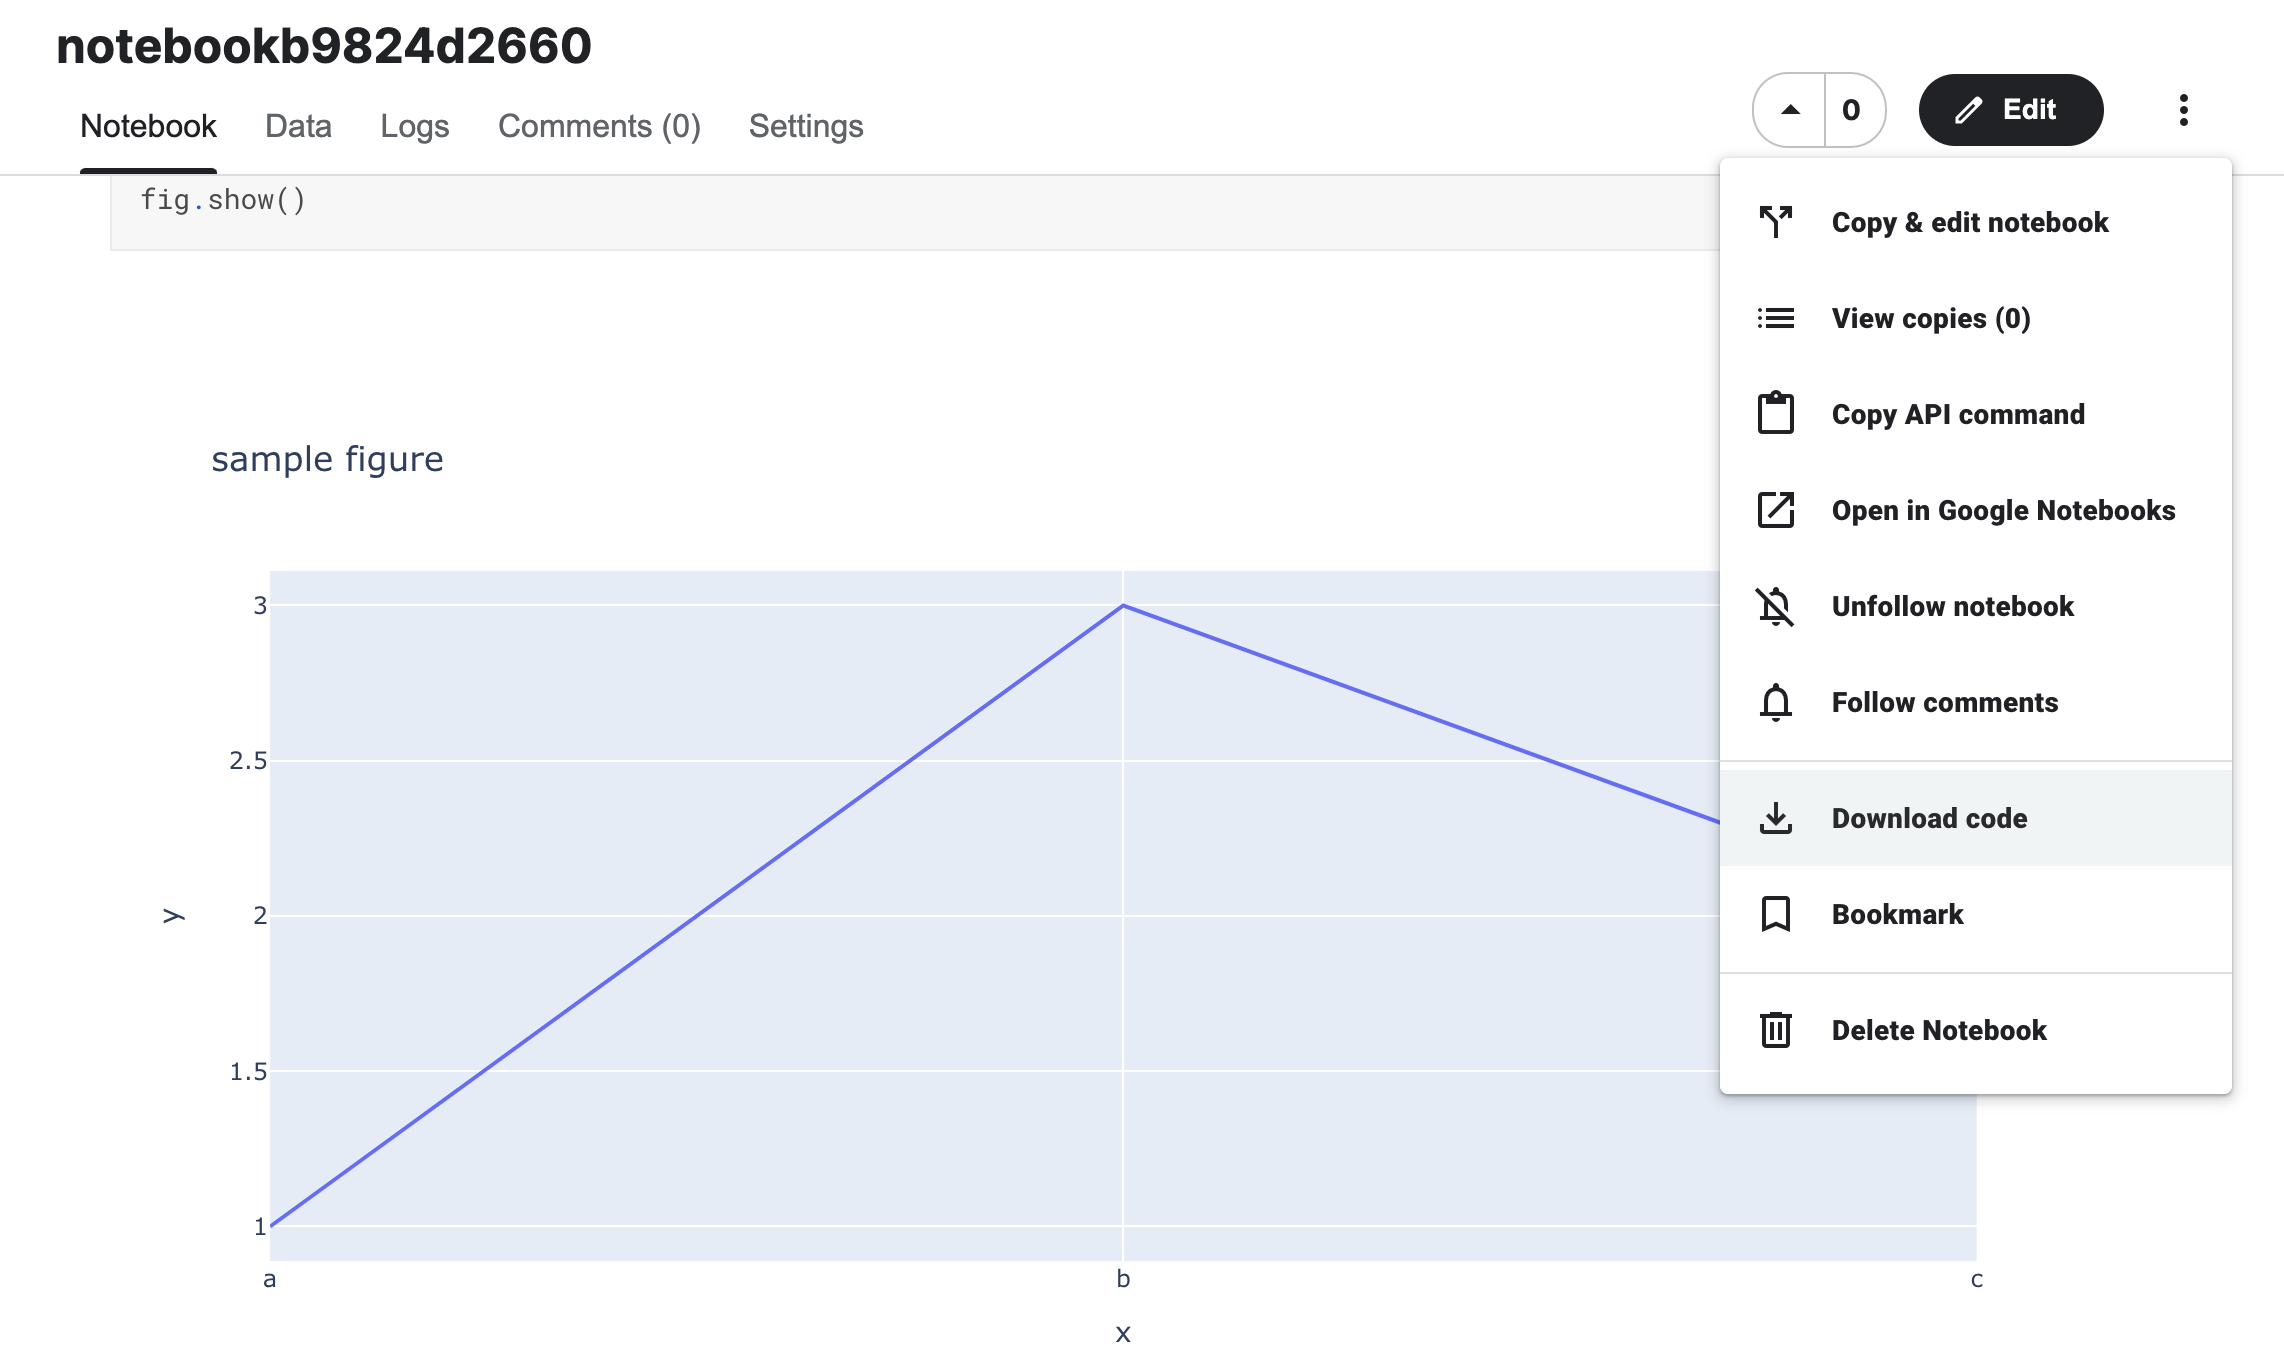 notebookb9824d2660
Notebook Data Logs Comments (0) Settings
0 Edit
fig.show()
Copy & edit notebook
View copies (0)
Copy API command
Open in Google Notebooks
Unfollow notebook
Follow comments
Download code
Bookmark
Delete Notebook
sample figure
3
2.5
2
1.5
1
y
a b c
x